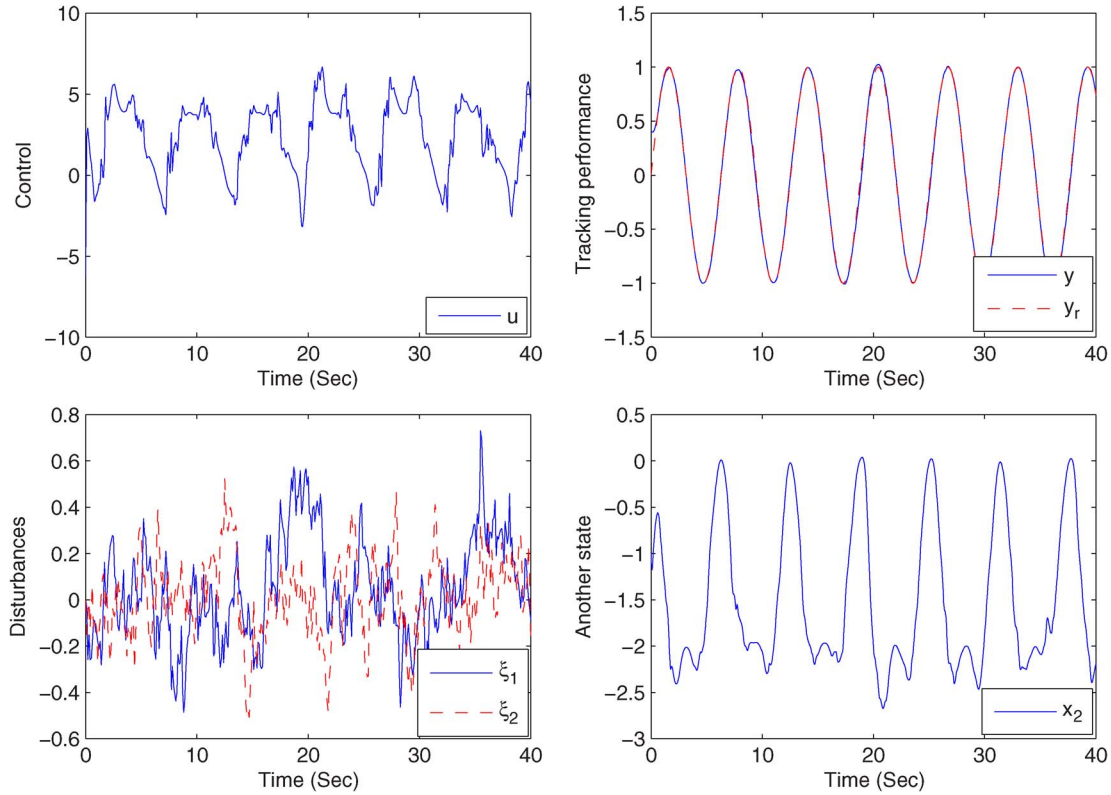 10
5
0
−5
−10
Control
0 10 20 30 40
Time (Sec)
u
1.5
1
0.5
0
−0.5
−1
−1.5
Tracking performance
0 10 20 30 40
Time (Sec)
y
y_r
0.8
0.6
0.4
0.2
0
−0.2
−0.4
−0.6
Disturbances
0 10 20 30 40
Time (Sec)
ξ_1
ξ_2
0.5
0
−0.5
−1
−1.5
−2
−2.5
−3
Another state
0 10 20 30 40
Time (Sec)
x_2